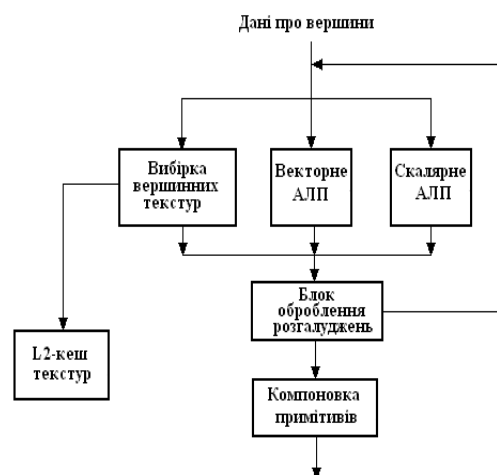 Дані про вершини
Вибірка
вершинних
текстур
Векторне
АЛП
Скалярне
АЛП
Блок
оброблення
розгалуджень
L2-кеш
текстур
Компоновка
примітивів